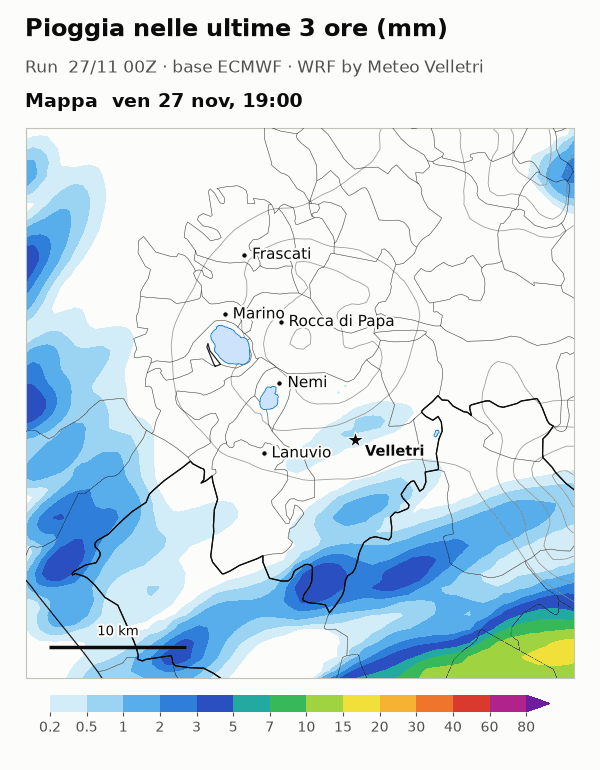 Pioggia nelle ultime 3 ore (mm)
Run  27/11 00Z · base ECMWF · WRF by Meteo Velletri
Mappa  ven 27 nov, 19:00
Frascati
Marino
Rocca di Papa
Nemi
Velletri
Lanuvio
10 km
0.2 0.5 1 2 3 5 7 10 15 20 30 40 60 80